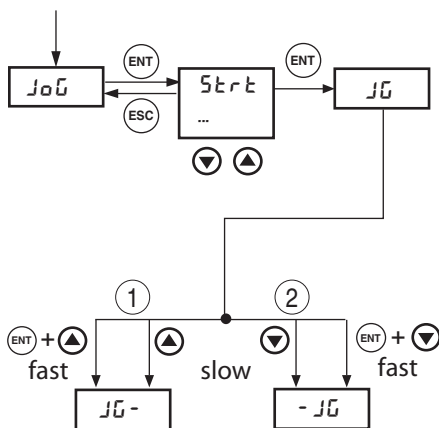 ENT
ENT
JoG
Strt
JG
ESC
...
1
2
ENT +
ENT +
fast
slow
fast
JG-
-JG